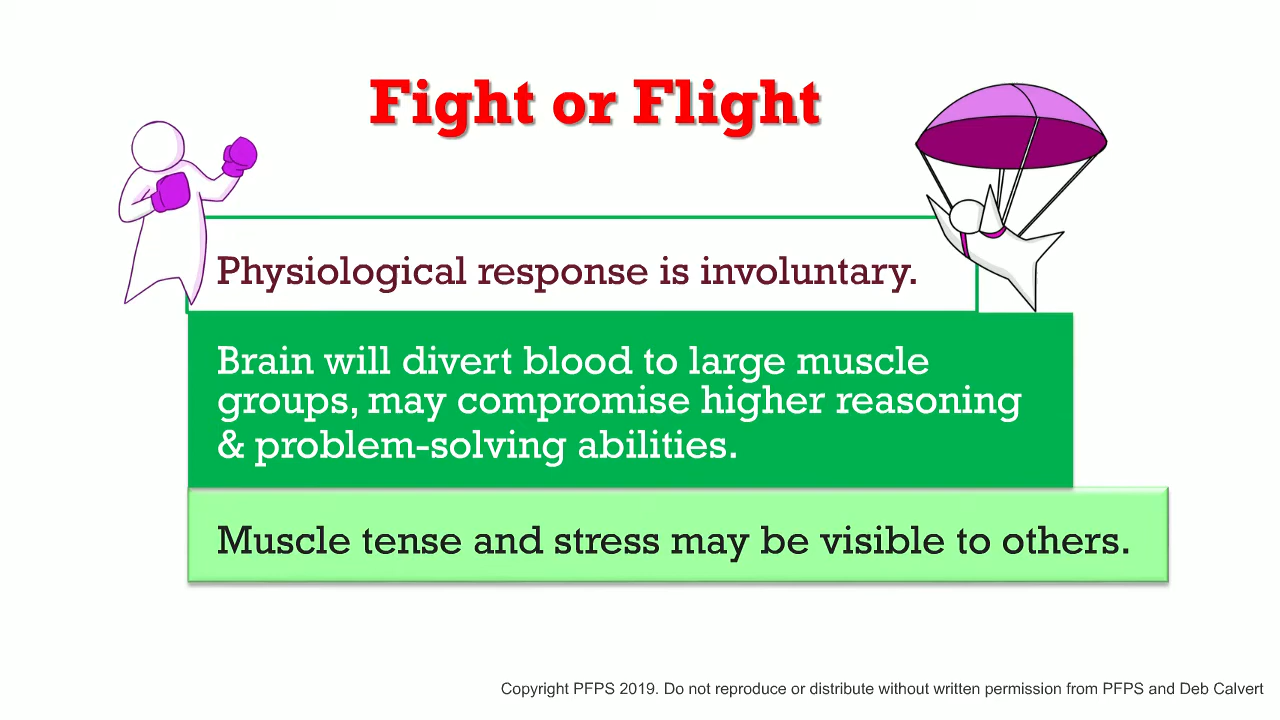 Fight or Flight
Physiological response is involuntary.
Brain will divert blood to large muscle
groups, may compromise higher reasoning
& problem-solving abilities.
Muscle tense and stress may be visible to others.
Copyright PFPS 2019. Do not reproduce or distribute without written permission from PFPS and Deb Calvert